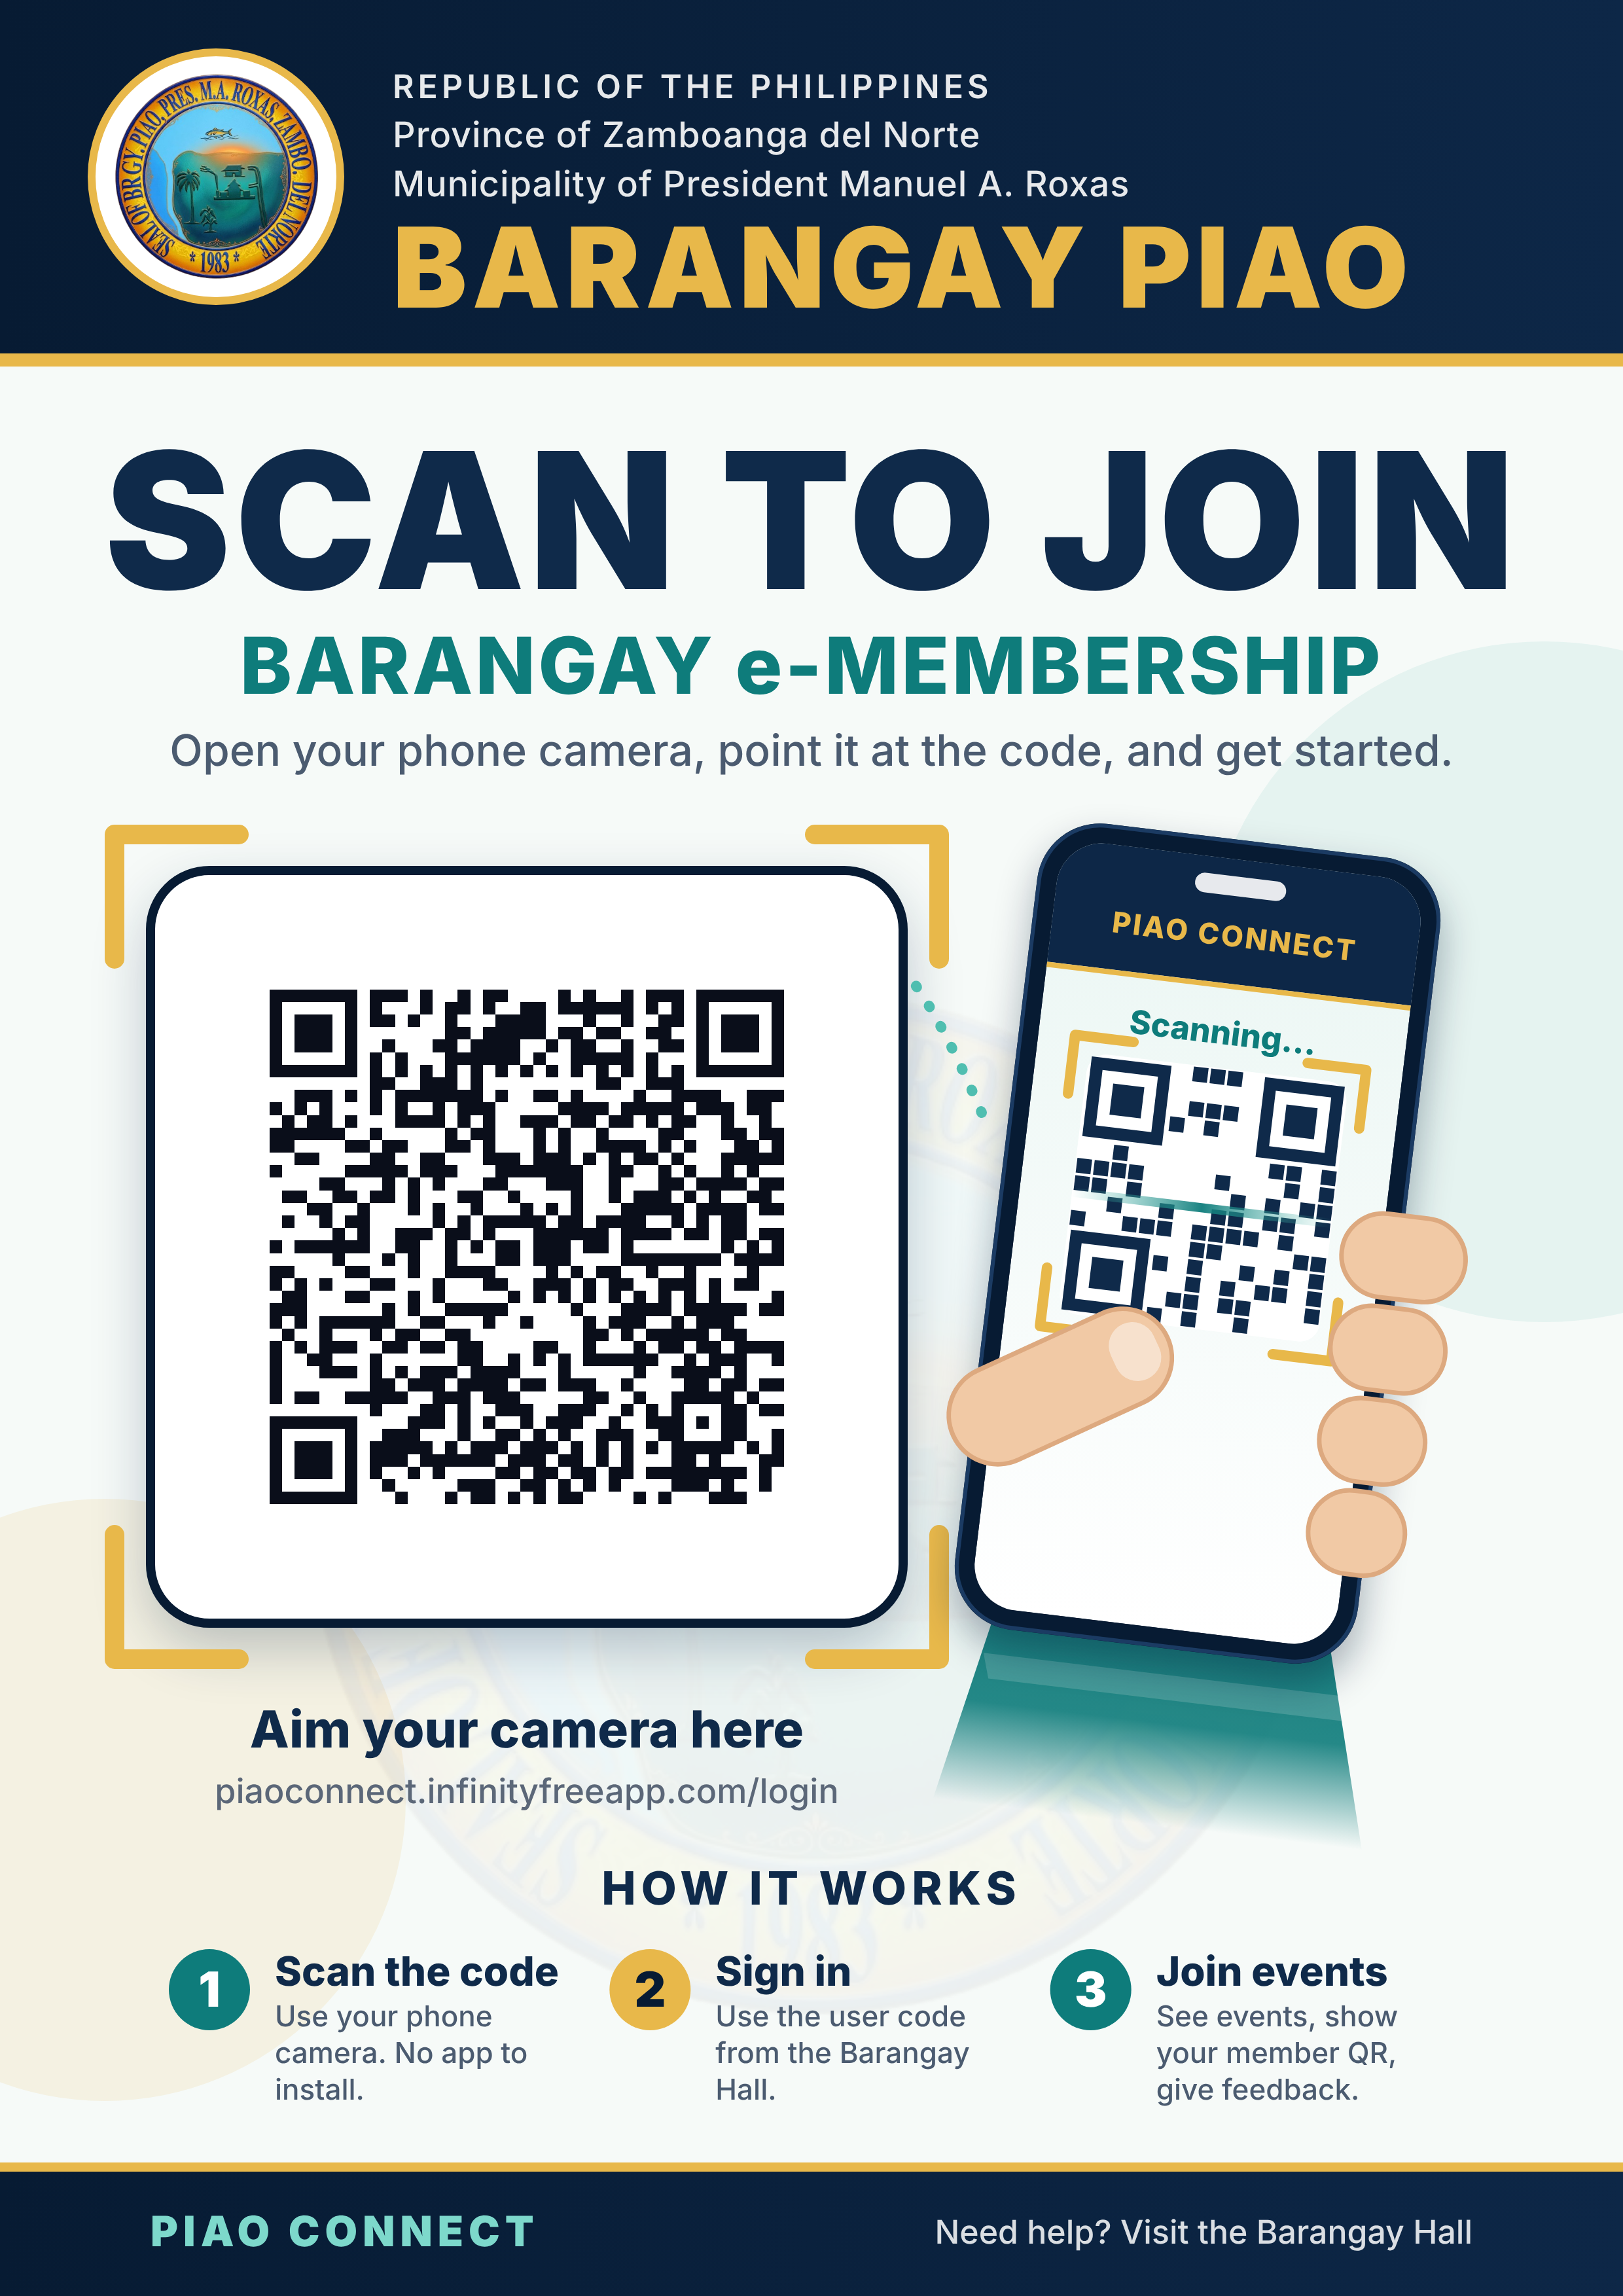 SEAL OF BRGY. PIAO, PRES. M.A. ROXAS, ZAMBO. DEL NORTE
* 1983 *
REPUBLIC OF THE PHILIPPINES
Province of Zamboanga del Norte
Municipality of President Manuel A. Roxas
BARANGAY PIAO
SCAN TO JOIN
BARANGAY e-MEMBERSHIP
Open your phone camera, point it at the code, and get started.
PIAO CONNECT
Scanning...
Aim your camera here
piaoconnect.infinityfreeapp.com/login
HOW IT WORKS
1
Scan the code
Use your phone
camera. No app to
install.
2
Sign in
Use the user code
from the Barangay
Hall.
3
Join events
See events, show
your member QR,
give feedback.
PIAO CONNECT
Need help? Visit the Barangay Hall